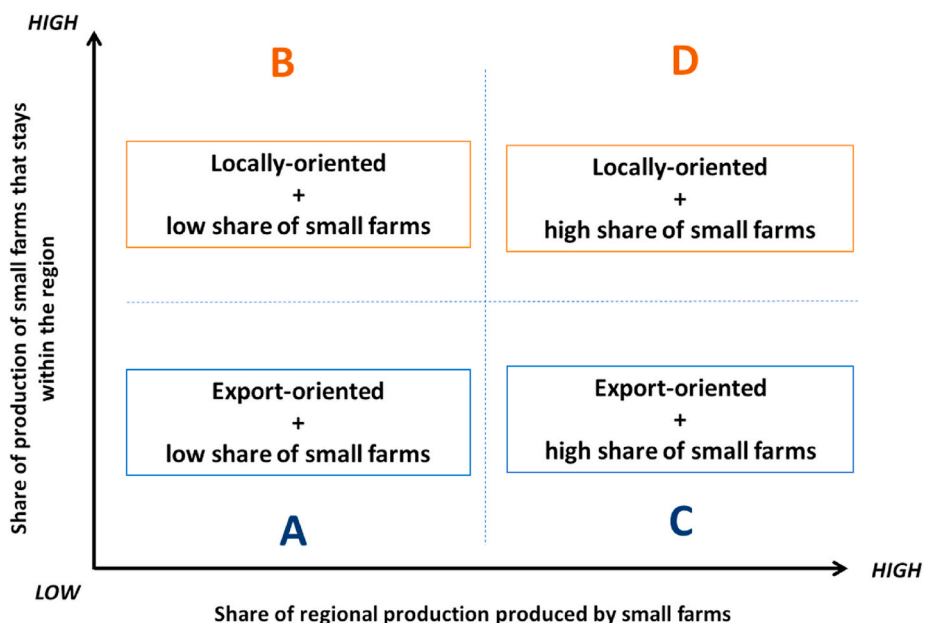 HIGH
B
D
Share of production of small farms that stays
within the region
Locally-oriented
+
low share of small farms
Locally-oriented
+
high share of small farms
Export-oriented
+
low share of small farms
Export-oriented
+
high share of small farms
A
C
LOW
HIGH
Share of regional production produced by small farms